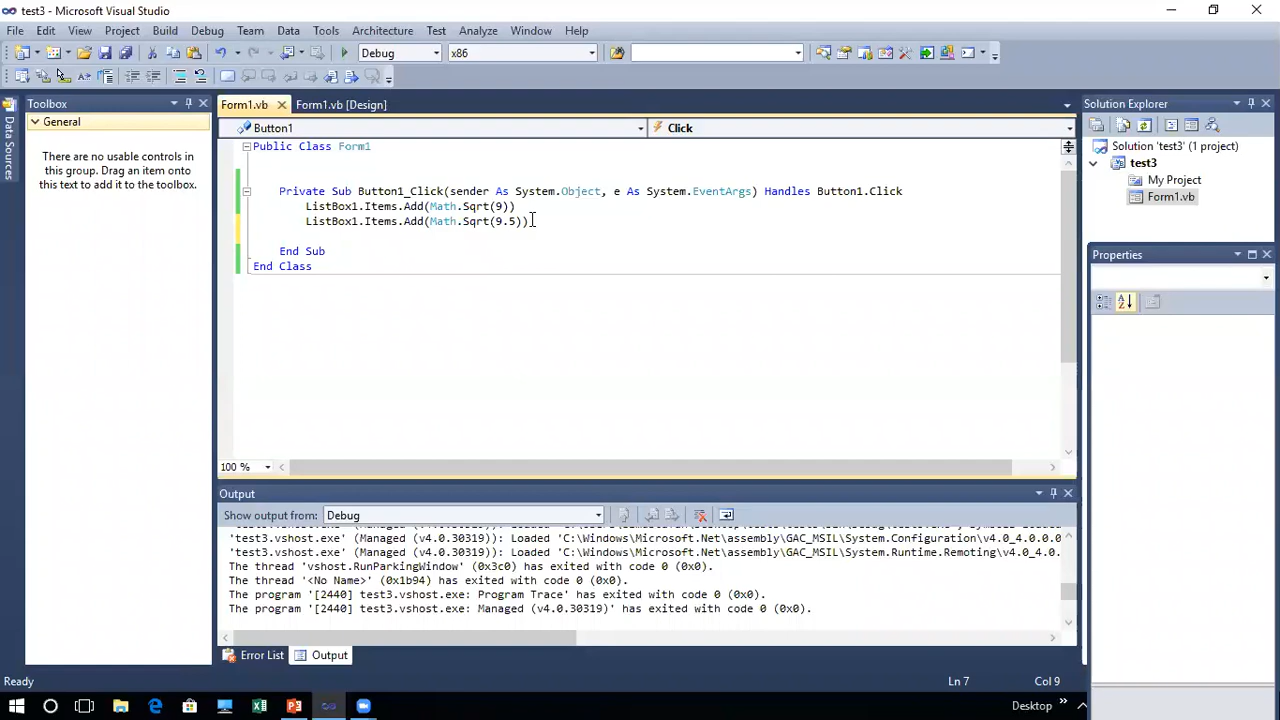 test3 - Microsoft Visual Studio
File Edit View Project Build Debug Team Data Tools Architecture Test Analyze Window Help
Debug x86
Data Sources
Toolbox
General
There are no usable controls in
this group. Drag an item onto
this text to add it to the toolbox.
Form1.vb Form1.vb [Design]
Button1 Click
Public Class Form1
Private Sub Button1_Click(sender As System.Object, e As System.EventArgs) Handles Button1.Click
ListBox1.Items.Add(Math.Sqrt(9))
ListBox1.Items.Add(Math.Sqrt(9.5))
End Sub
End Class
100 %
Output
Show output from: Debug
'test3.vshost.exe' (Managed (v4.0.30319)): Loaded 'C:\Windows\Microsoft.Net\assembly\GAC_MSIL\System.Configuration\v4.0_4.0.0.0
'test3.vshost.exe' (Managed (v4.0.30319)): Loaded 'C:\Windows\Microsoft.Net\assembly\GAC_MSIL\System.Runtime.Remoting\v4.0_4.0.
The thread 'vshost.RunParkingWindow' (0x3c0) has exited with code 0 (0x0).
The thread '<No Name>' (0x1b94) has exited with code 0 (0x0).
The program '[2440] test3.vshost.exe: Program Trace' has exited with code 0 (0x0).
The program '[2440] test3.vshost.exe: Managed (v4.0.30319)' has exited with code 0 (0x0).
Error List Output
Solution Explorer
Solution 'test3' (1 project)
test3
My Project
Form1.vb
Properties
Ready Ln 7 Col 9
Desktop